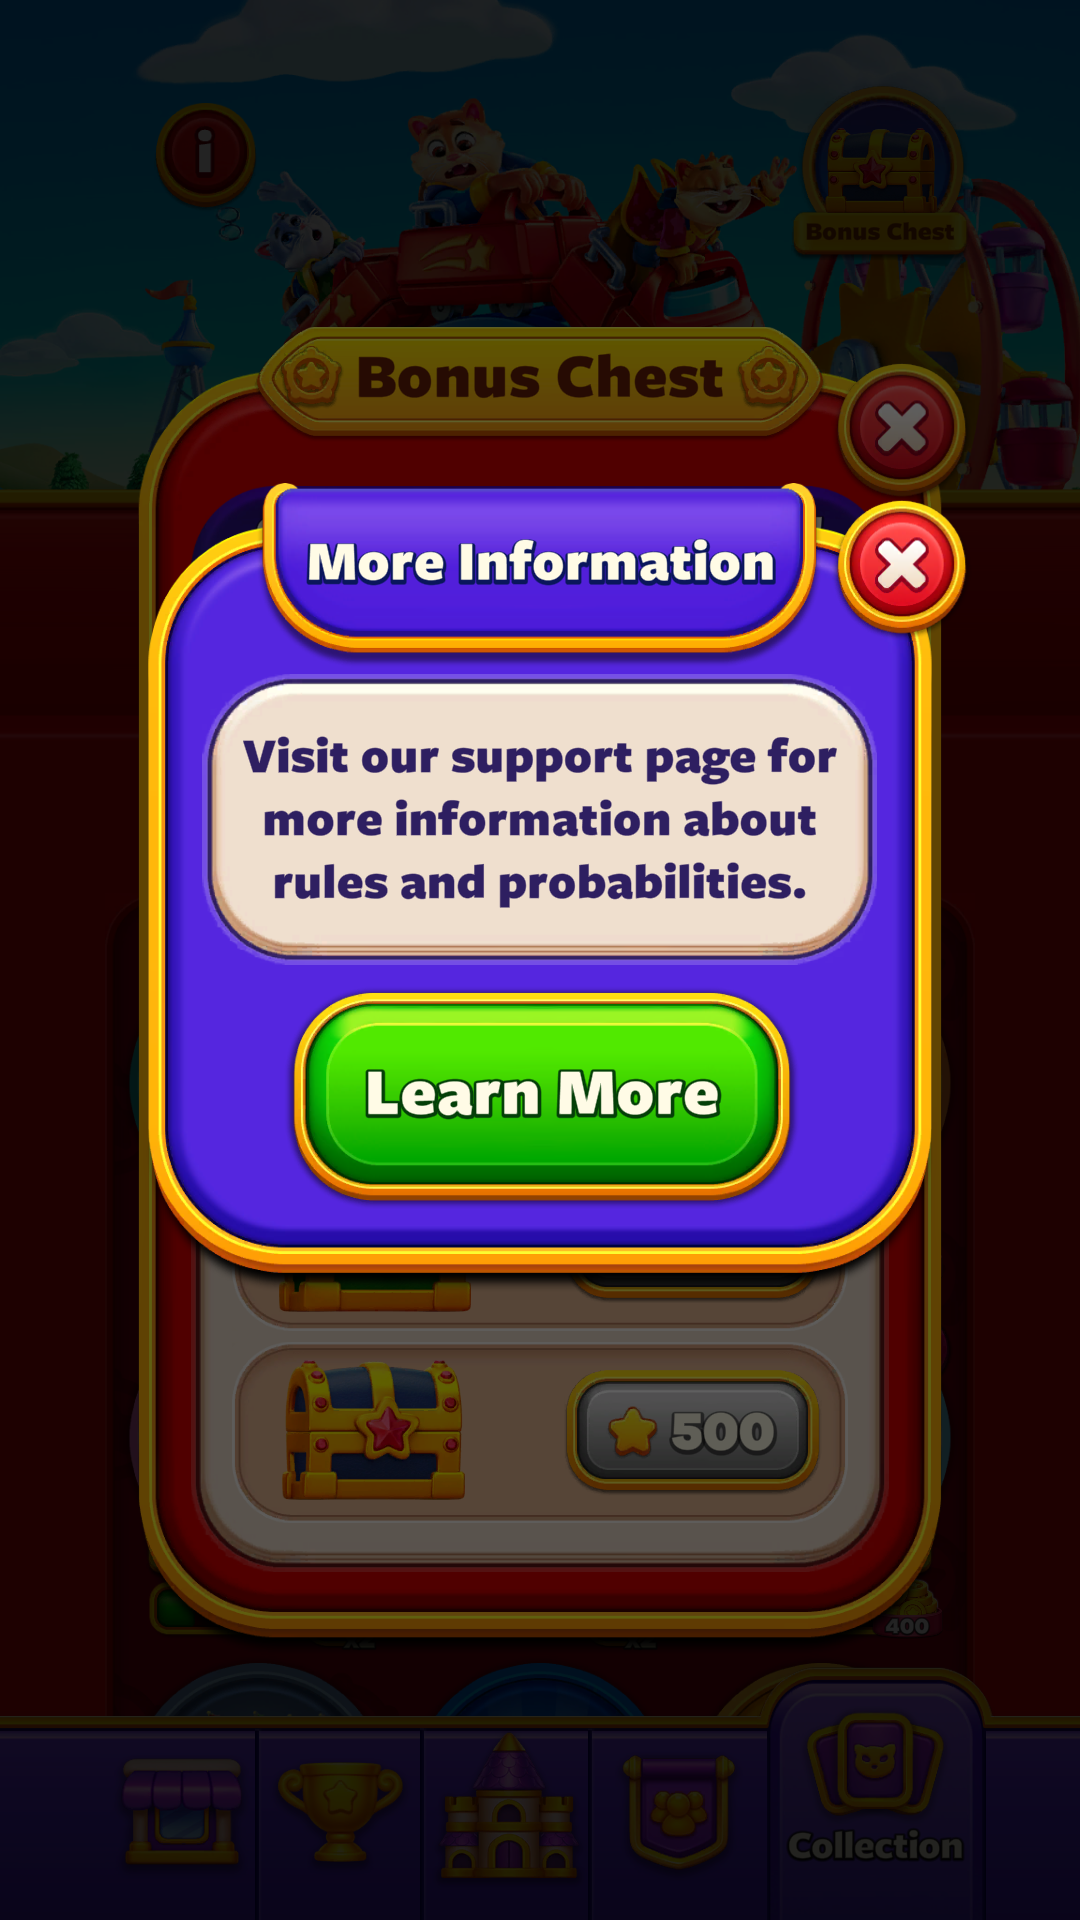 i
Bonus Chest
Bonus Chest
More Information
Visit our support page for
more information about
rules and probabilities.
Learn More
500
400
Collection